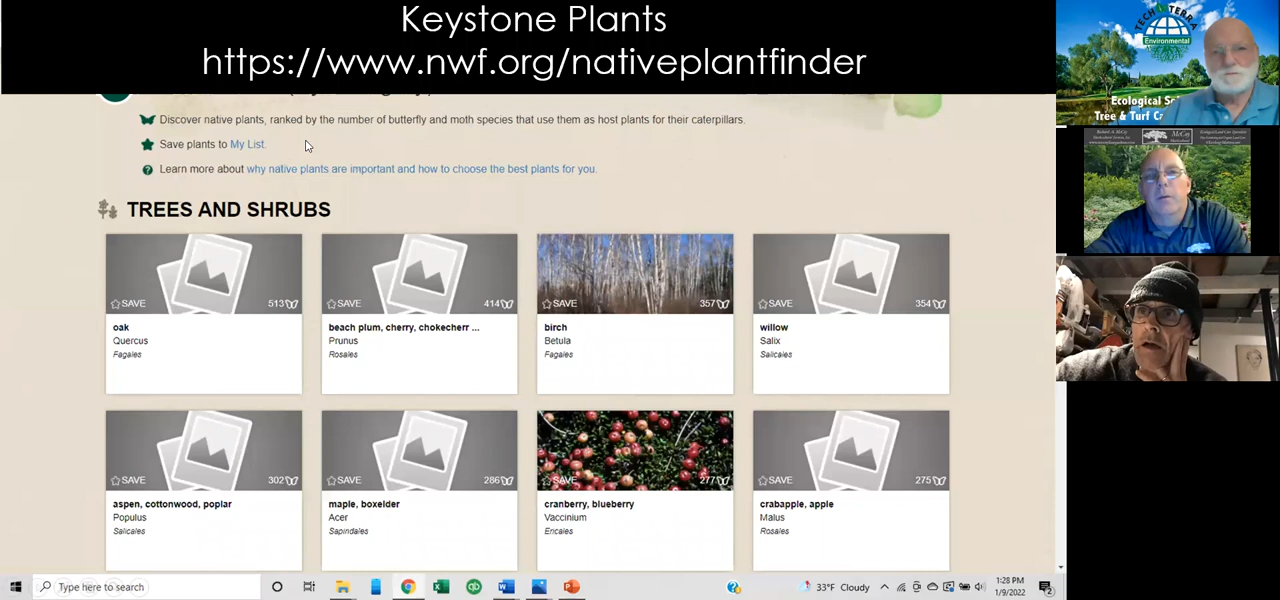 Keystone Plants
https://www.nwf.org/nativeplantfinder
Discover native plants, ranked by the number of butterfly and moth species that use them as host plants for their caterpillars.
Save plants to My List.
Learn more about why native plants are important and how to choose the best plants for you.
TREES AND SHRUBS
SAVE 513
SAVE 414
SAVE 357
SAVE 354
oak
Quercus
Fagales
beach plum, cherry, chokecherr ...
Prunus
Rosales
birch
Betula
Fagales
willow
Salix
Salicales
SAVE 302
SAVE 286
SAVE 277
SAVE 275
aspen, cottonwood, poplar
Populus
Salicales
maple, boxelder
Acer
Sapindales
cranberry, blueberry
Vaccinium
Ericales
crabapple, apple
Malus
Rosales
TECH TERRA
Environmental
Ecological
Tree & Turf
McCoy
Type here to search
33°F Cloudy
1:28 PM
1/9/2022
2